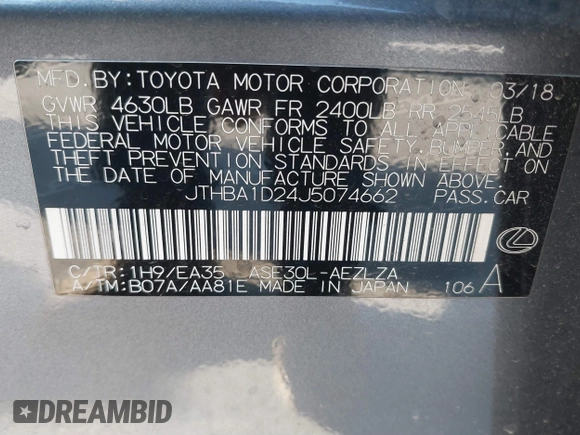 MFD. BY: TOYOTA MOTOR CORPORATION 03/18
GVWR 4630LB GAWR FR 2400LB RR 2545LB
THIS VEHICLE CONFORMS TO ALL APPLICABLE
FEDERAL MOTOR VEHICLE SAFETY, BUMPER, AND
THEFT PREVENTION STANDARDS IN EFFECT ON
THE DATE OF MANUFACTURE SHOWN ABOVE.
JTHBA1D24J5074662 PASS.CAR
C/TR:1H9/EA35 ASE30L-AEZLZA
A/TM:B07A/AA81E MADE IN JAPAN 106 A
DREAMBID